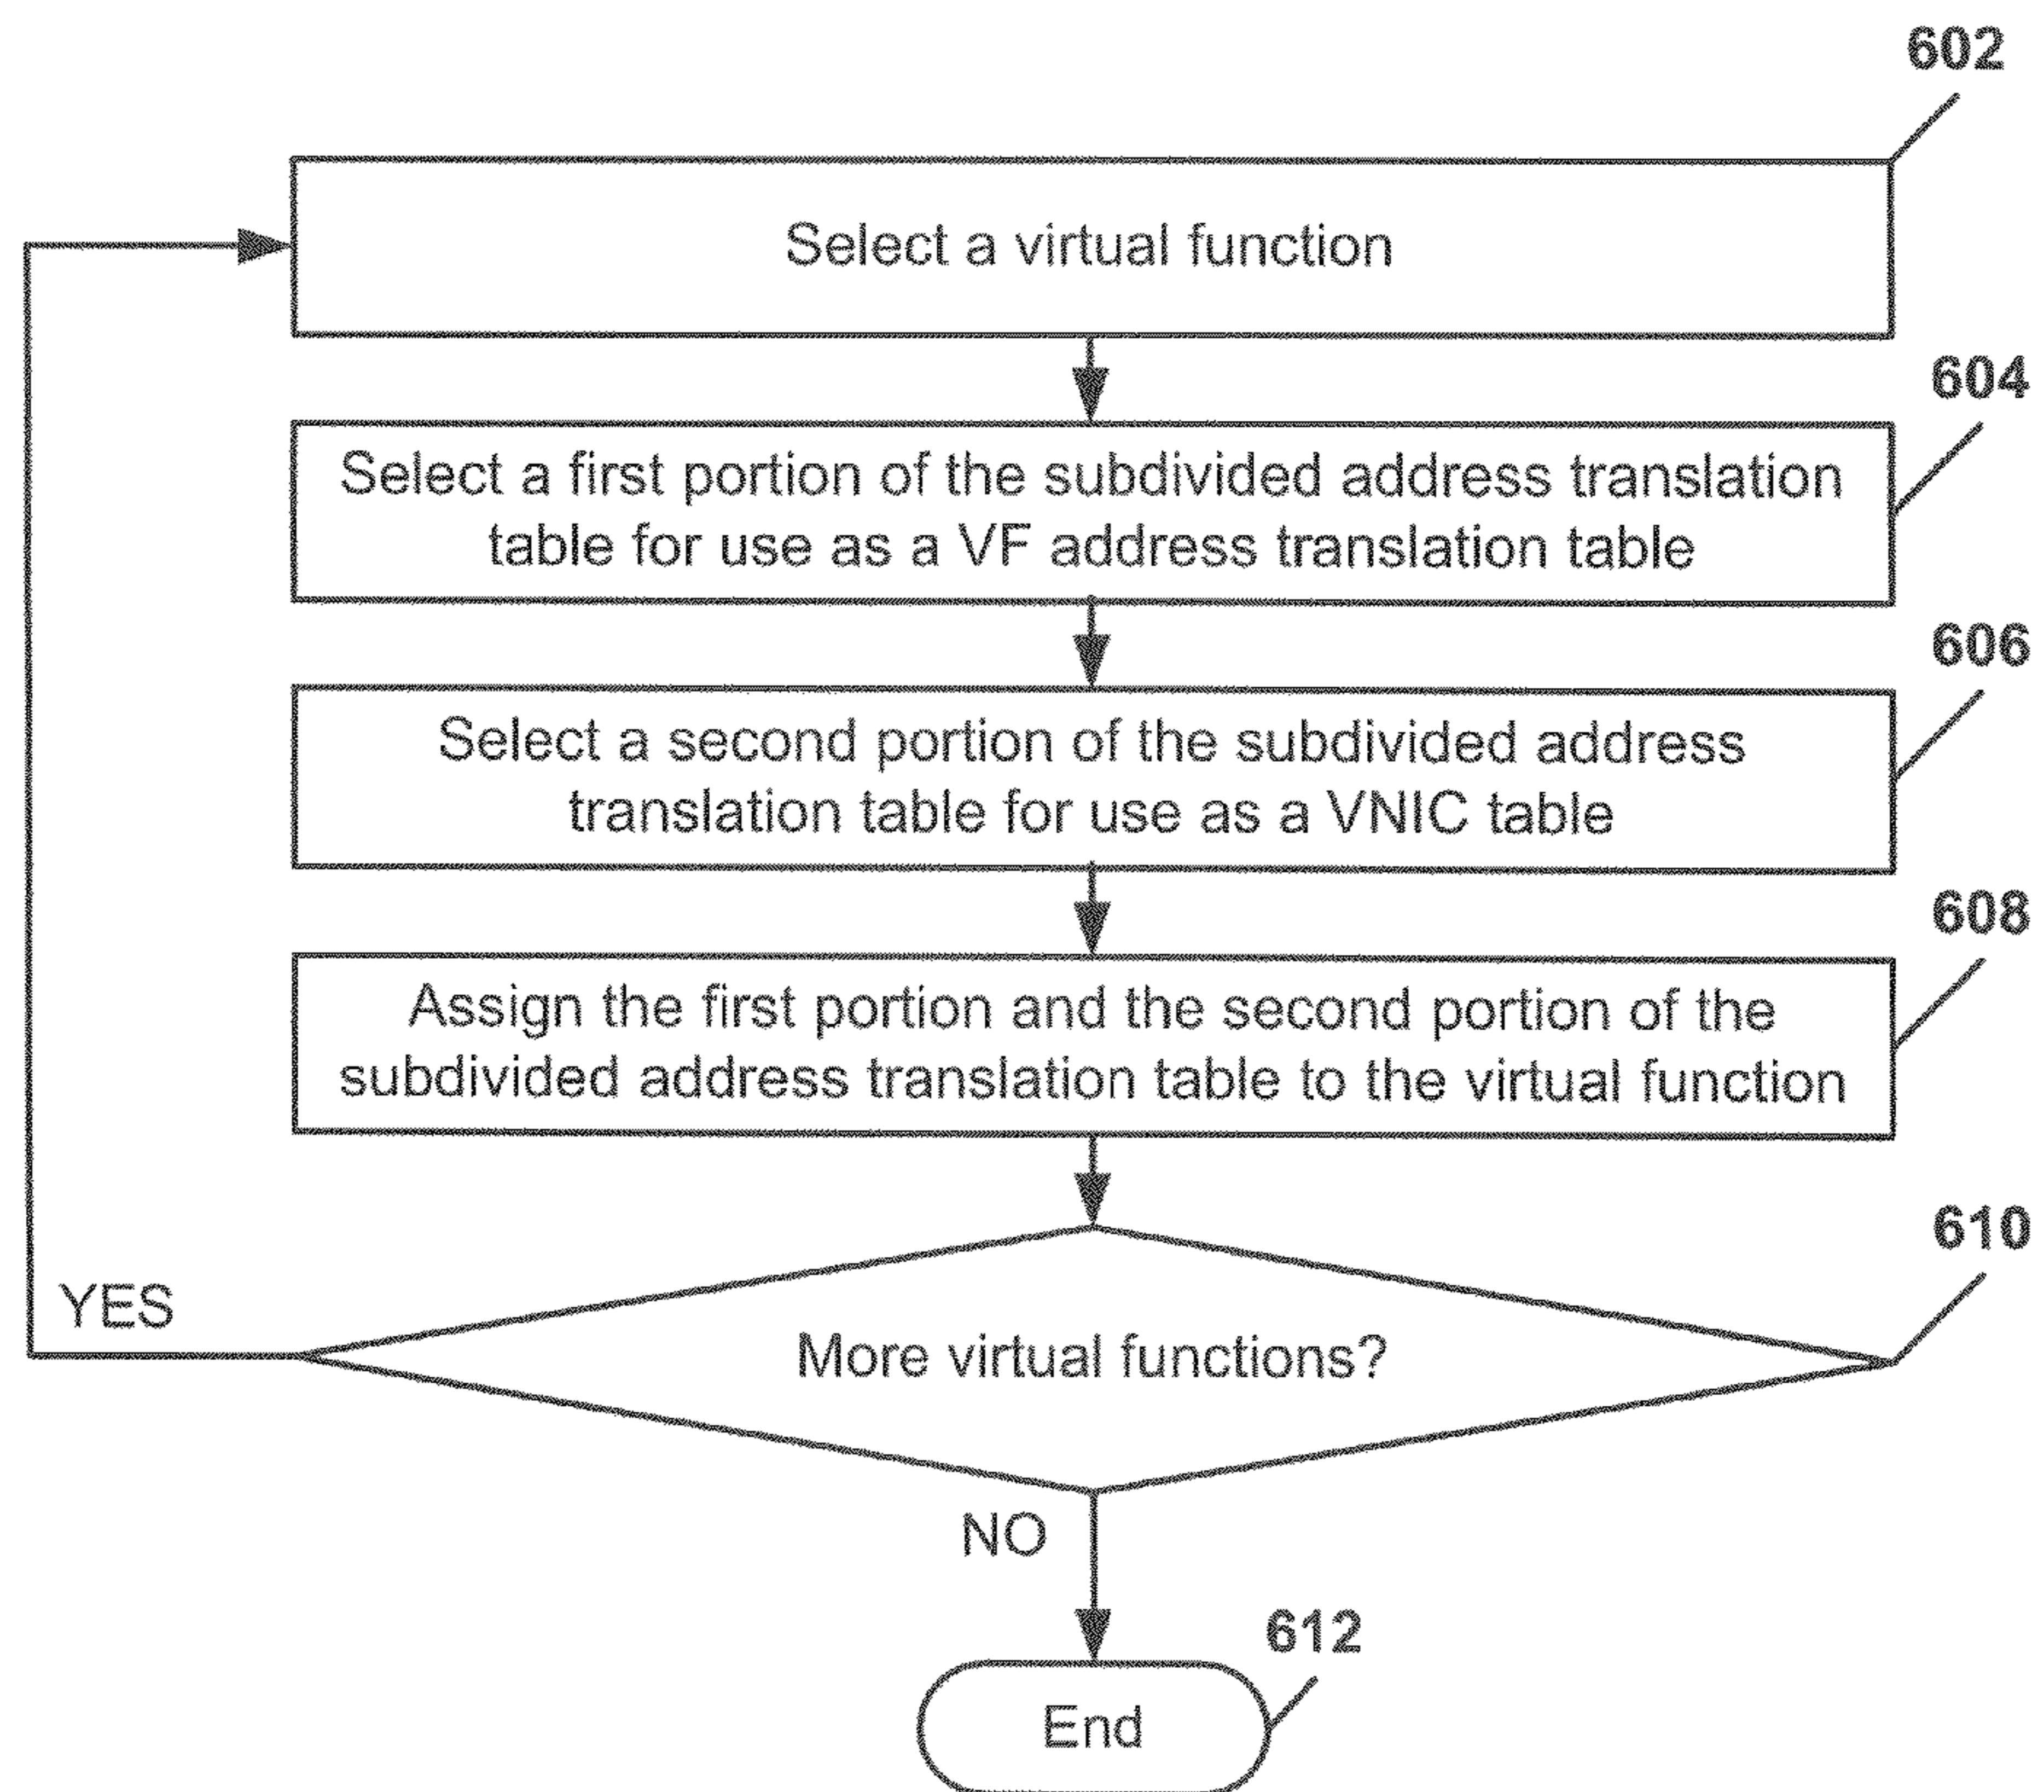 602
Select a virtual function
604
Select a first portion of the subdivided address translation
table for use as a VF address translation table
606
Select a second portion of the subdivided address
translation table for use as a VNIC table
608
Assign the first portion and the second portion of the
subdivided address translation table to the virtual function
610
YES
More virtual functions?
NO
612
End